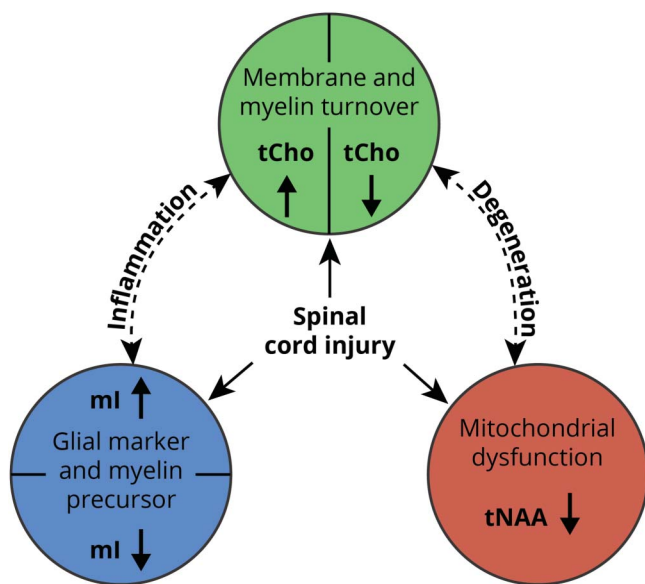 Membrane and
myelin turnover
tCho tCho
Inflammation
Degeneration
Spinal
cord injury
mI
Glial marker
and myelin
precursor
mI
Mitochondrial
dysfunction
tNAA